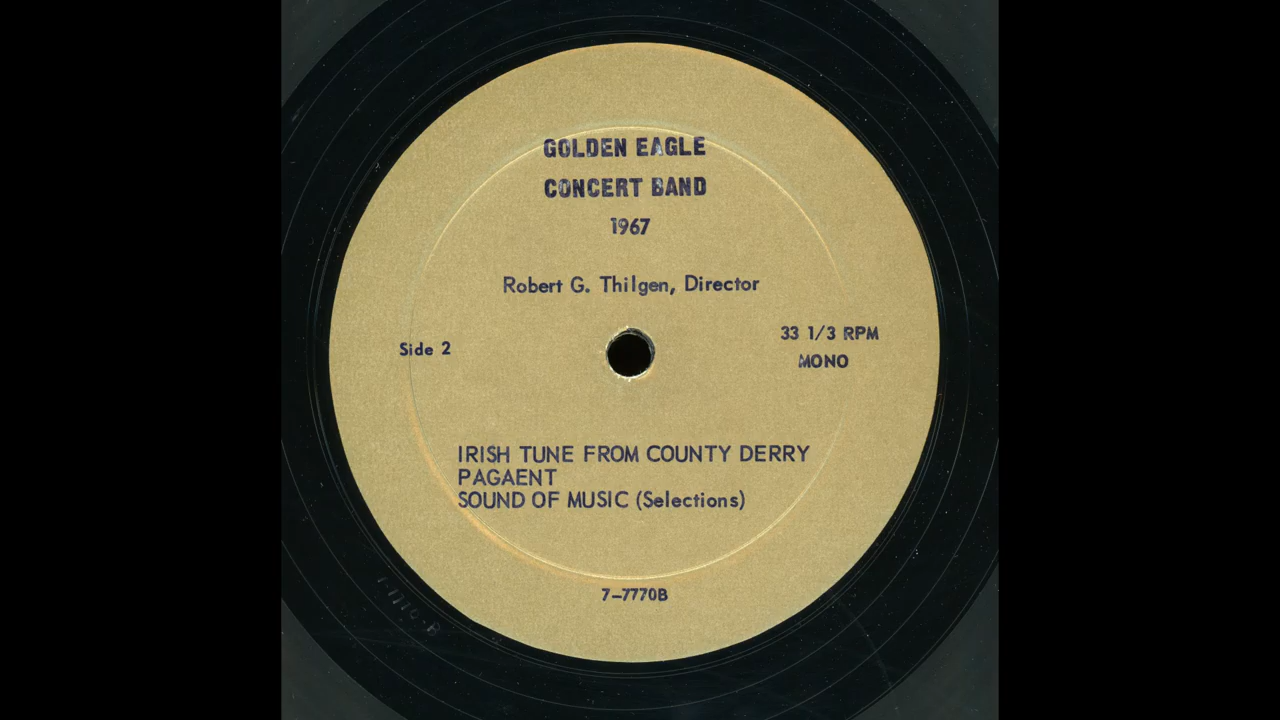 GOLDEN EAGLE
CONCERT BAND
1967
Robert G. Thilgen, Director
Side 2
33 1/3 RPM
MONO
IRISH TUNE FROM COUNTY DERRY
PAGAENT
SOUND OF MUSIC (Selections)
7-7770B